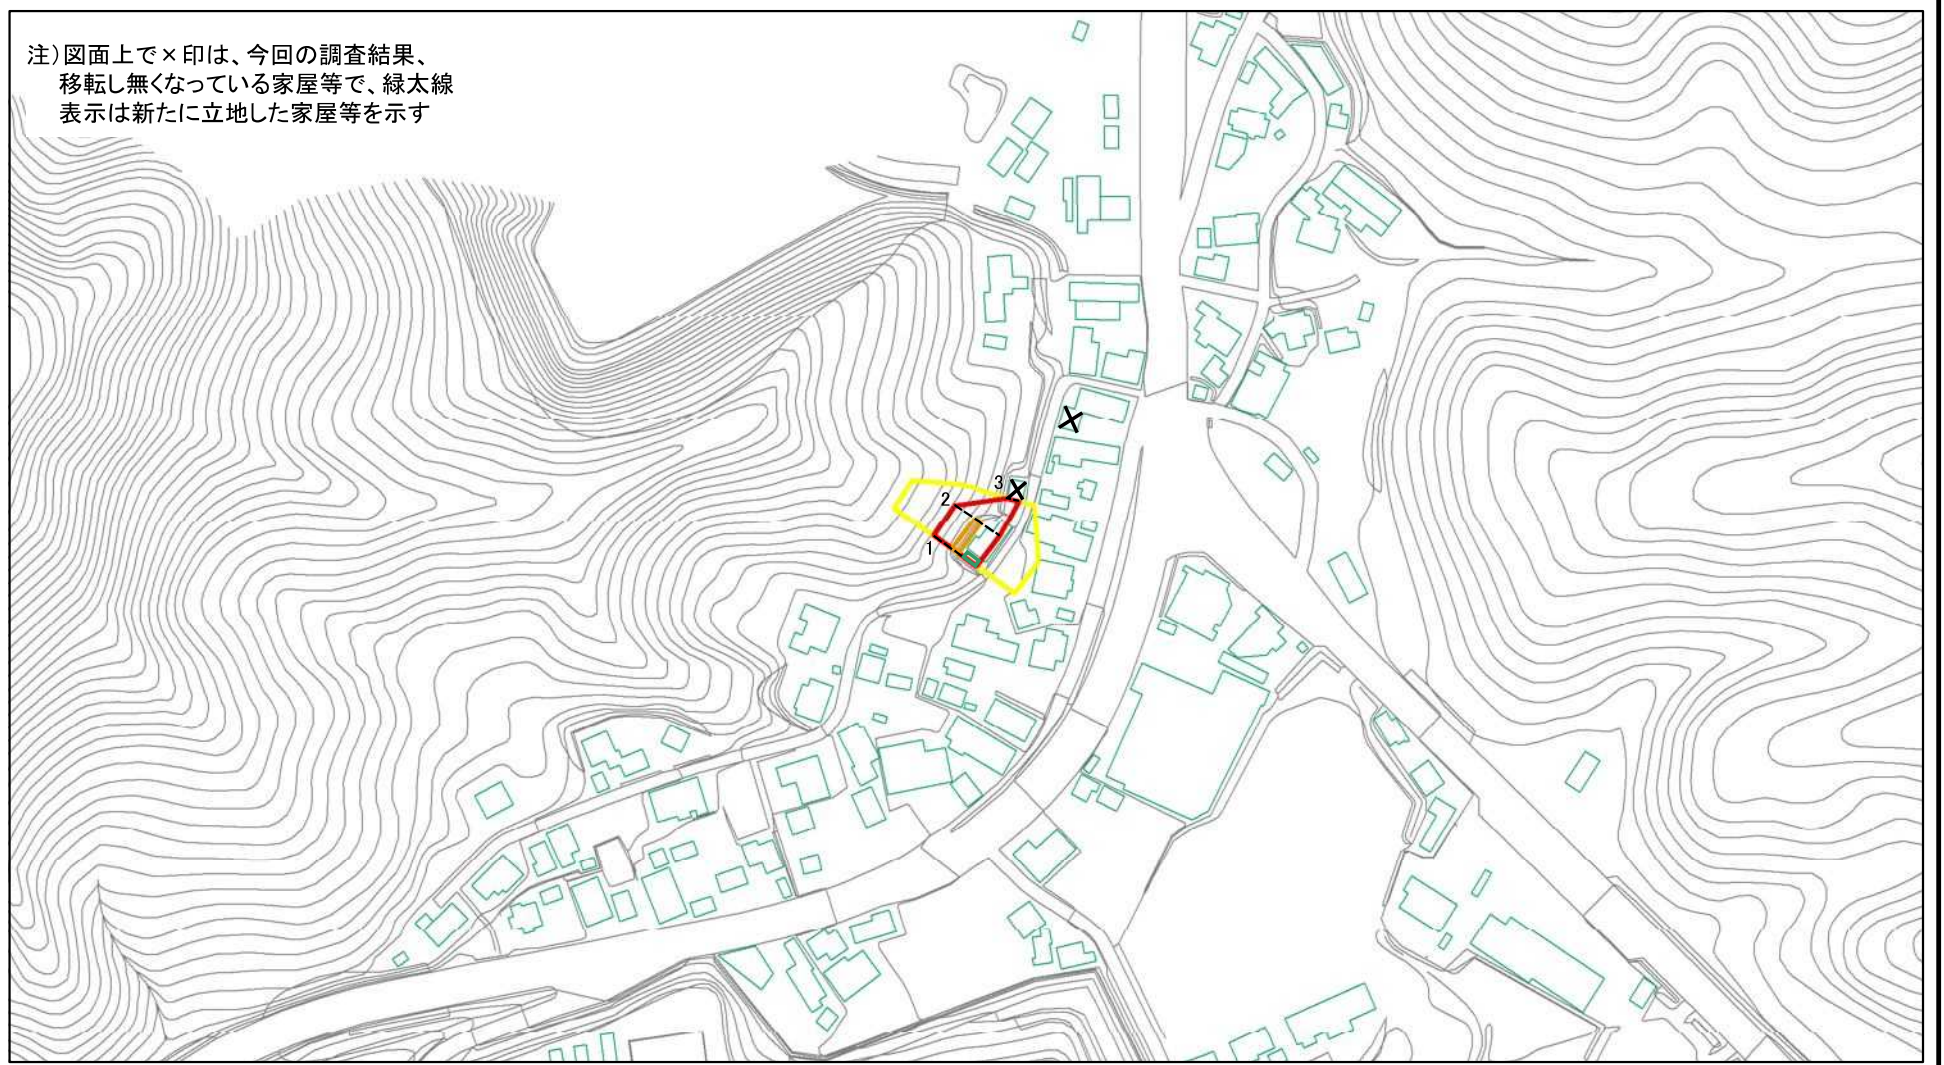 注)図面上で×印は、今回の調査結果、
移転し無くなっている家屋等で、緑太線
表示は新たに立地した家屋等を示す
3
2
1